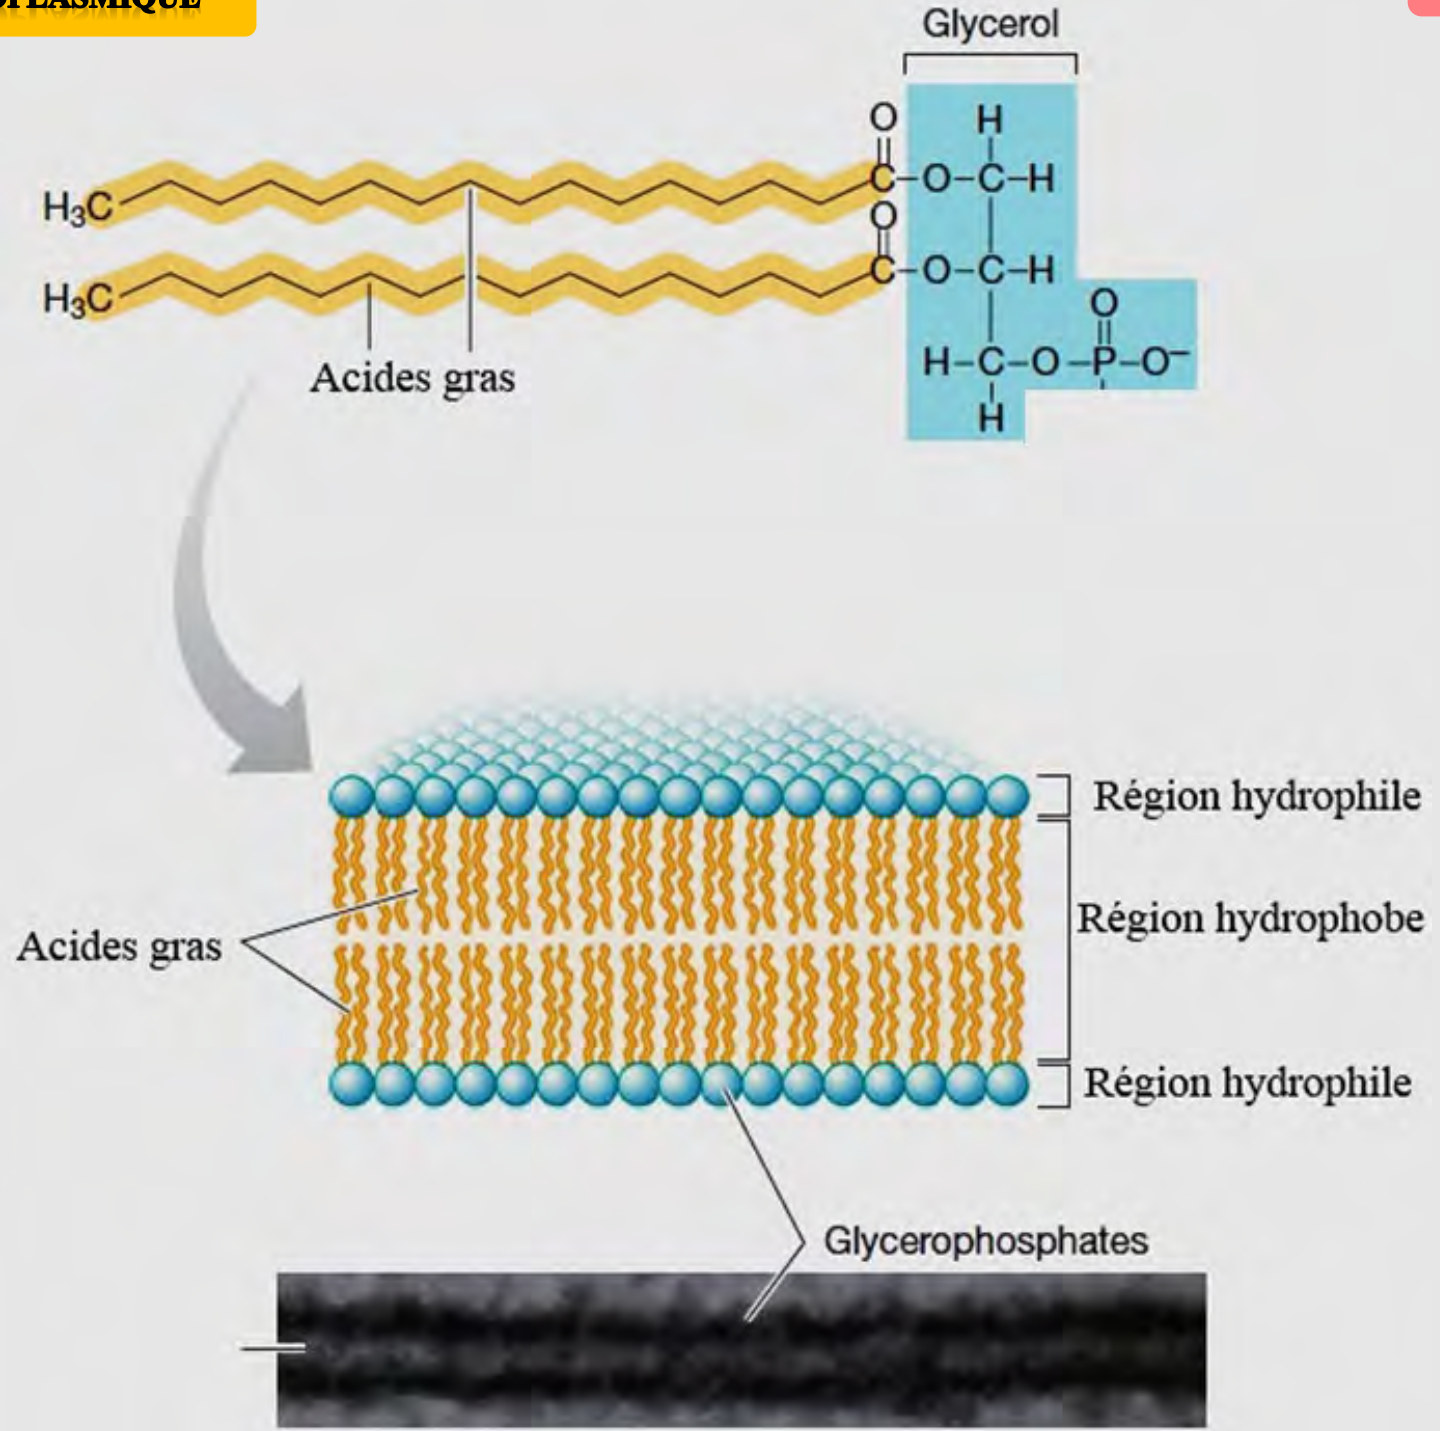 Glycerol
O H
H₃C C–O–C–H
O
H₃C C–O–C–H
O
H–C–O–P–O⁻
H
Acides gras
Région hydrophile
Région hydrophobe
Acides gras
Région hydrophile
Glycerophosphates